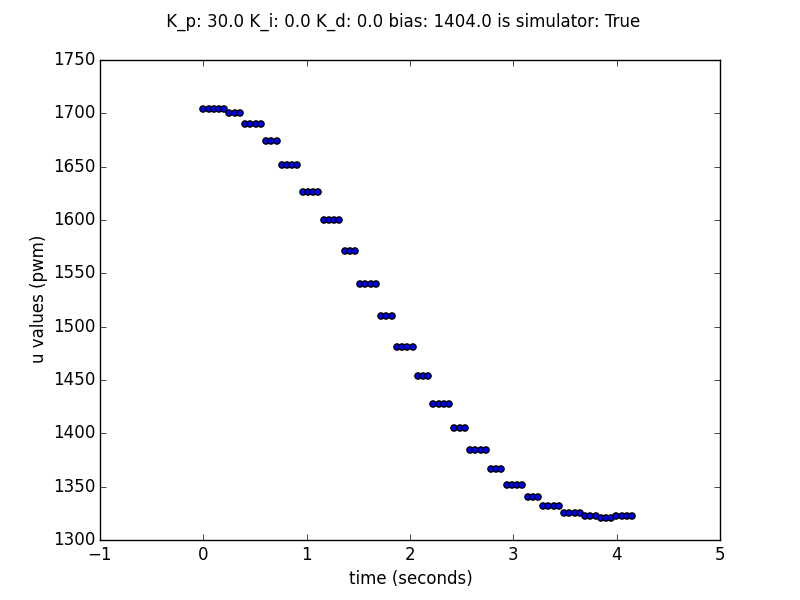 K_p: 30.0 K_i: 0.0 K_d: 0.0 bias: 1404.0 is simulator: True
1750
1700
1650
1600
1550
1500
1450
1400
1350
1300
u values (pwm)
−1 0 1 2 3 4 5
time (seconds)